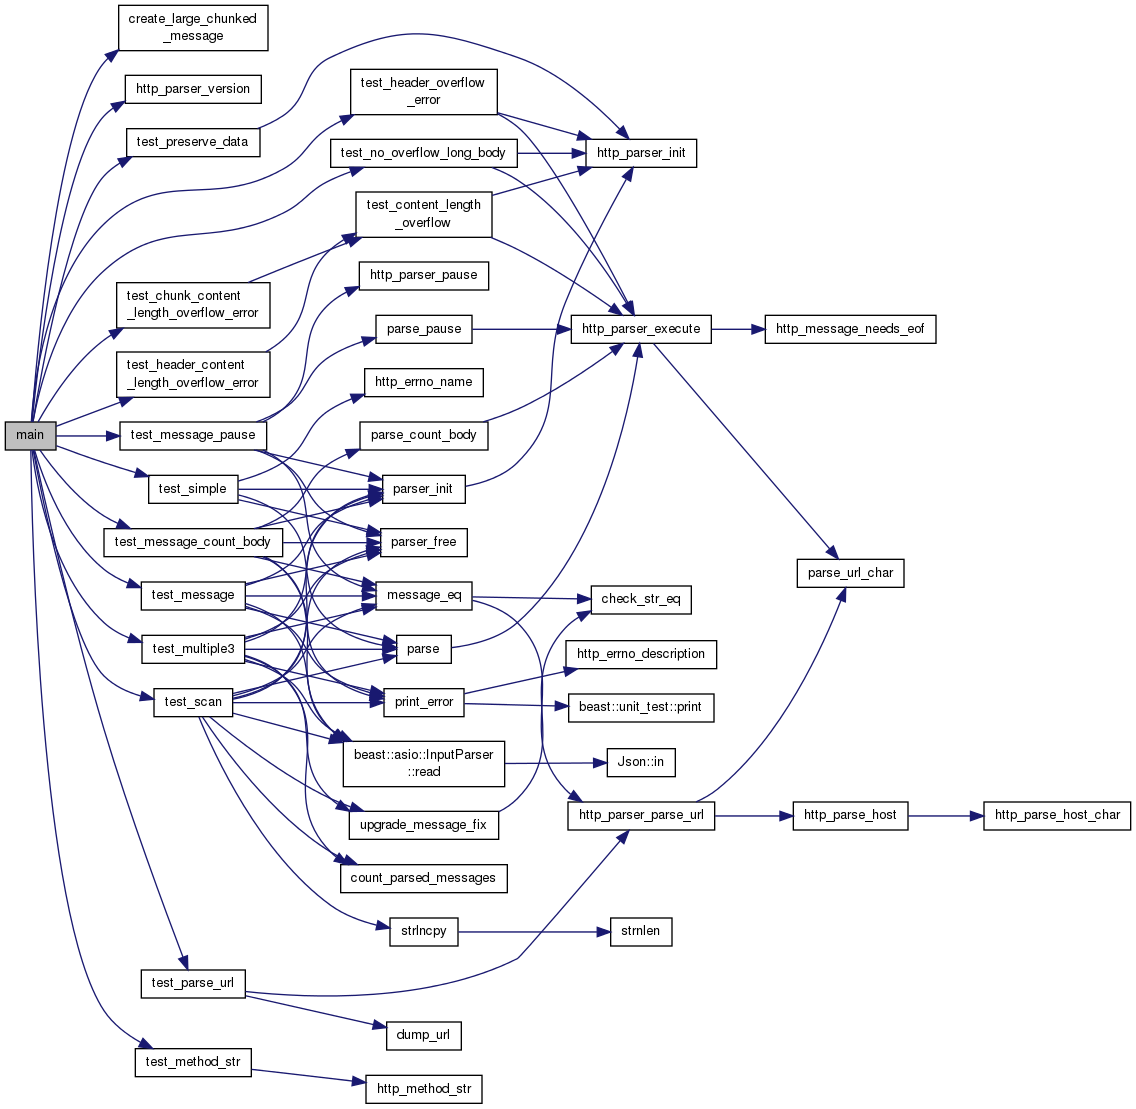 create_large_chunked
_message
http_parser_version
test_preserve_data
test_header_overflow
_error
test_no_overflow_long_body
http_parser_init
test_content_length
_overflow
http_parser_pause
test_chunk_content
_length_overflow_error
parse_pause
http_parser_execute
http_message_needs_eof
test_header_content
_length_overflow_error
http_errno_name
main
test_message_pause
parse_count_body
test_simple
parser_init
test_message_count_body
parser_free
parse_url_char
test_message
message_eq
check_str_eq
test_multiple3
parse
http_errno_description
test_scan
print_error
beast::unit_test::print
beast::asio::InputParser
::read
Json::in
upgrade_message_fix
http_parser_parse_url
http_parse_host
http_parse_host_char
count_parsed_messages
strlncpy
strnlen
test_parse_url
dump_url
test_method_str
http_method_str